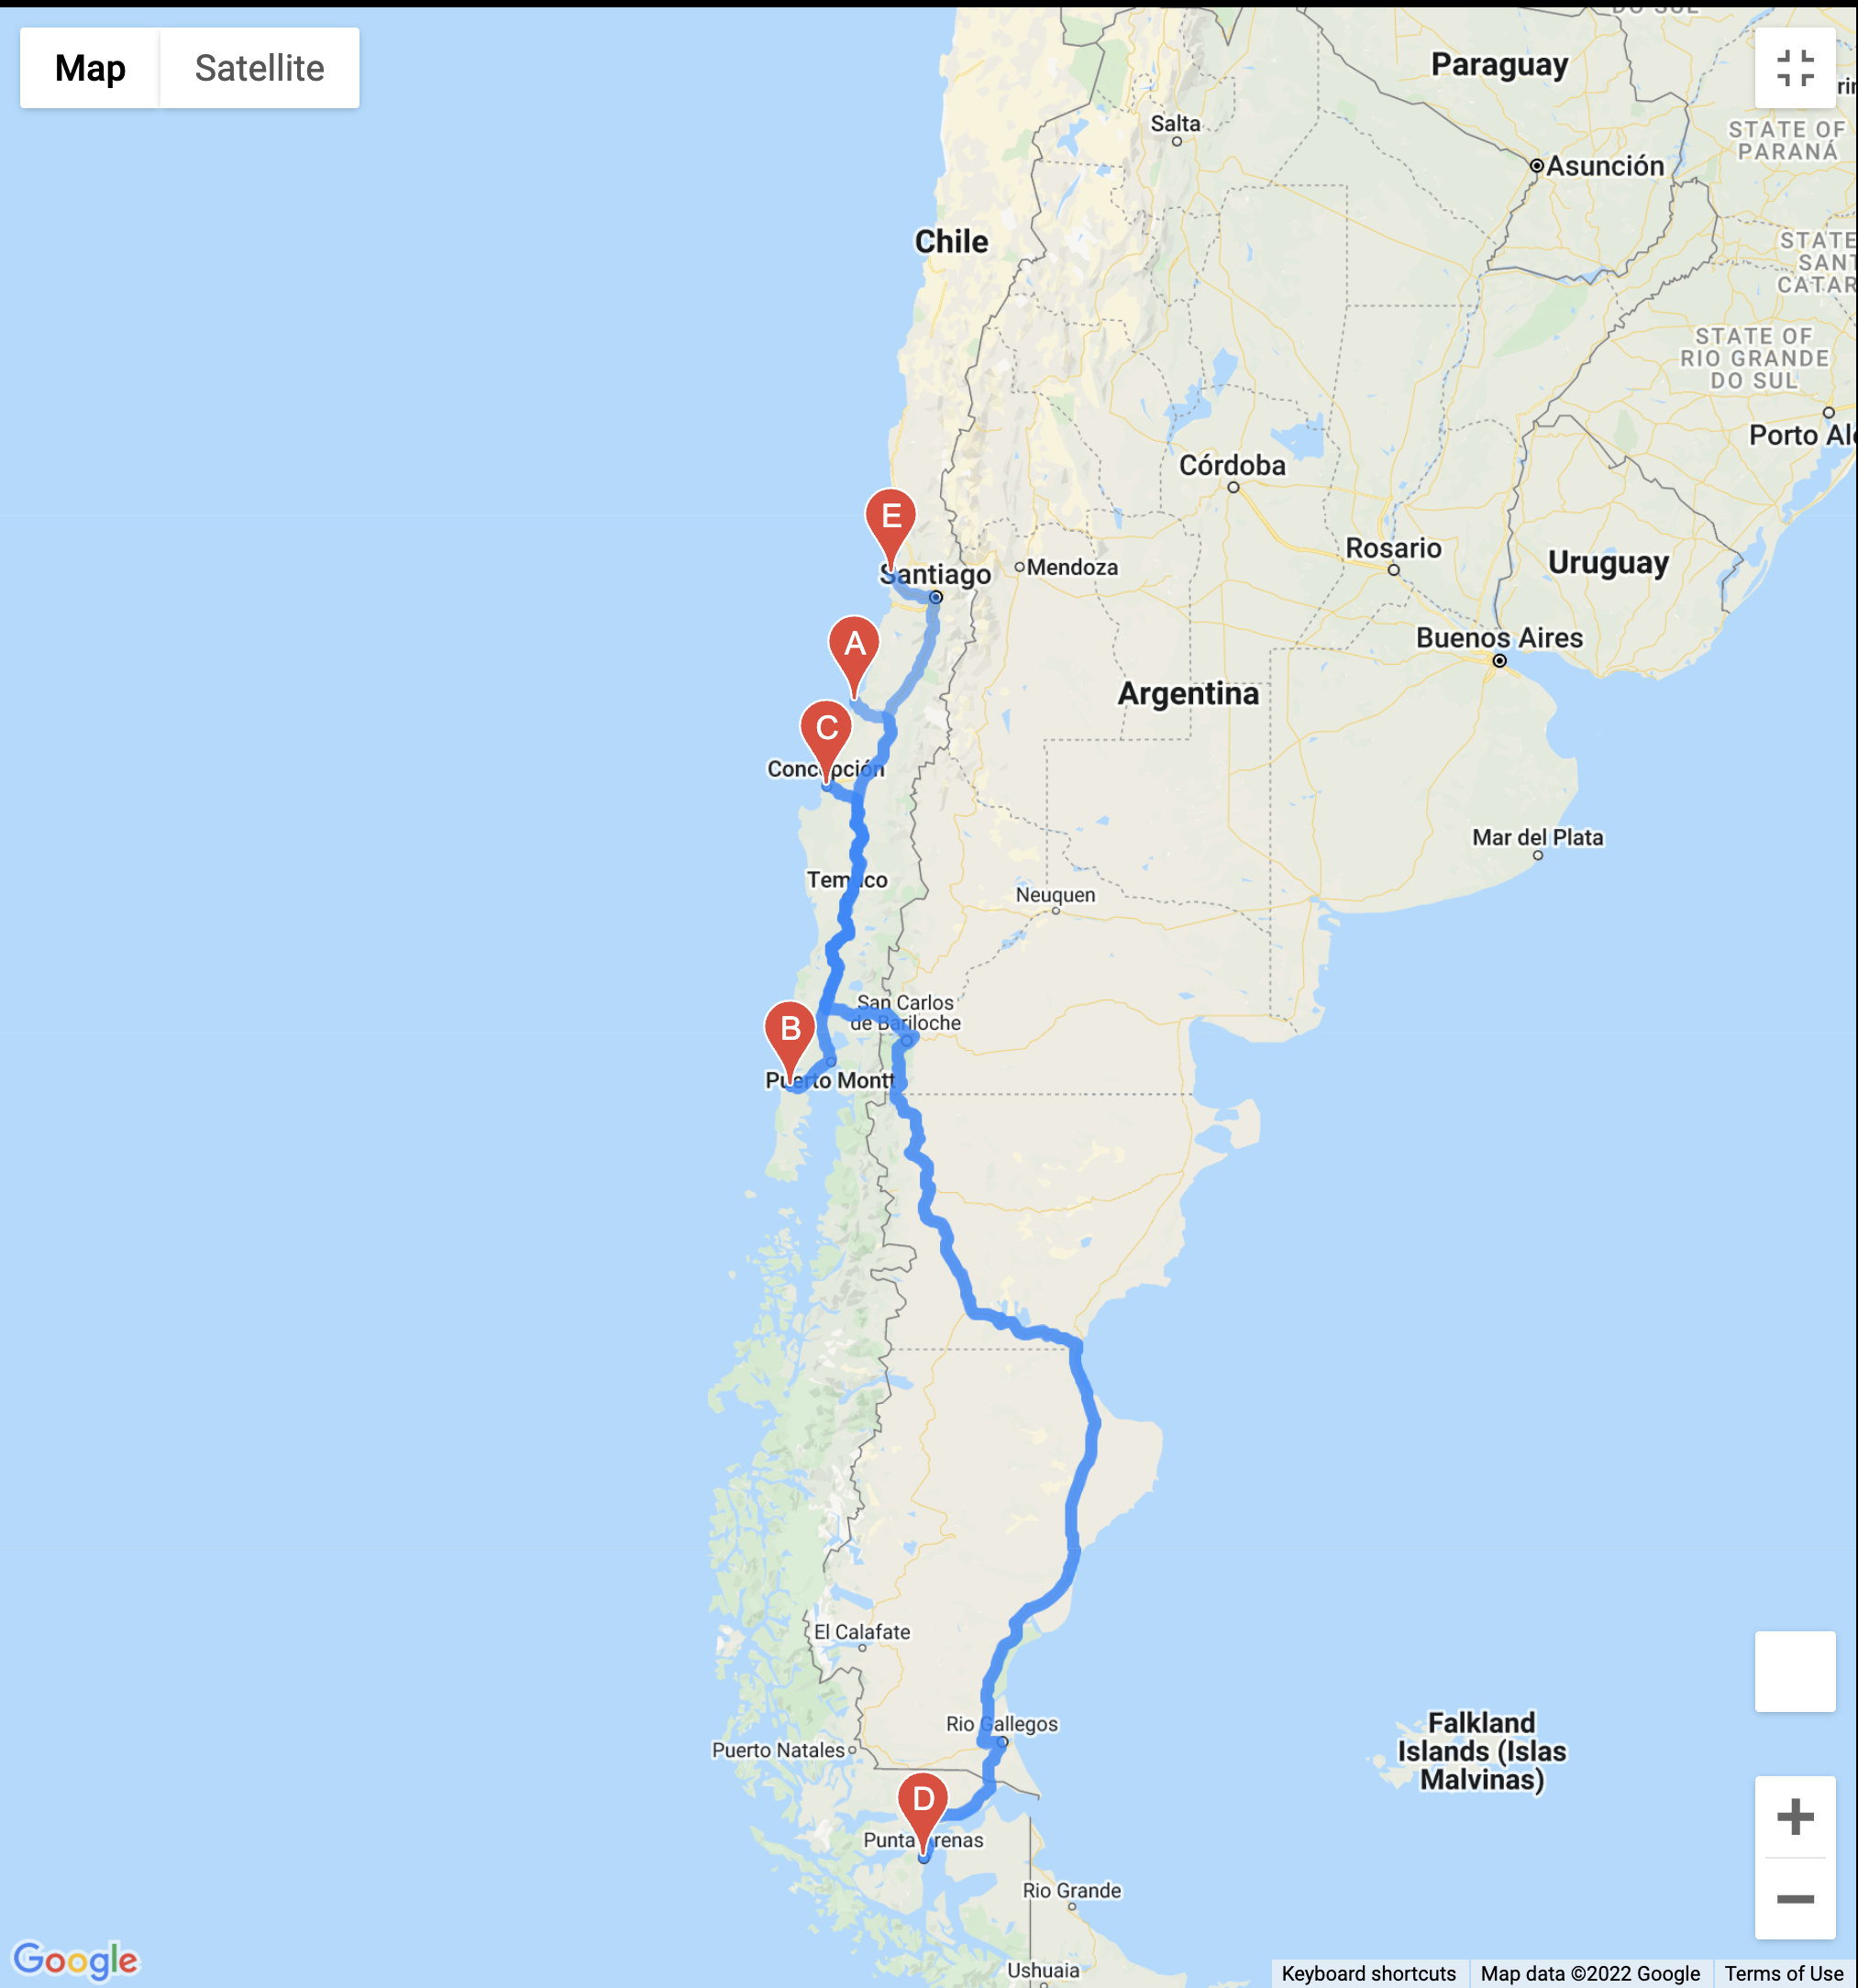 DO SUL
Map
Satellite
Paraguay
STATE OF
PARANÁ
Salta
Asunción
Chile
STATE
SANT
CATAR
STATE OF
RIO GRANDE
DO SUL
Porto Al
Córdoba
E
Santiago
Mendoza
Rosario
Uruguay
A
Buenos Aires
Argentina
C
Concepción
Mar del Plata
Temuco
Neuquen
San Carlos
de Bariloche
B
Puerto Montt
El Calafate
Rio Gallegos
Puerto Natales
Falkland
Islands (Islas
Malvinas)
D
Punta Arenas
Rio Grande
Google
Ushuaia
Keyboard shortcuts
Map data ©2022 Google
Terms of Use